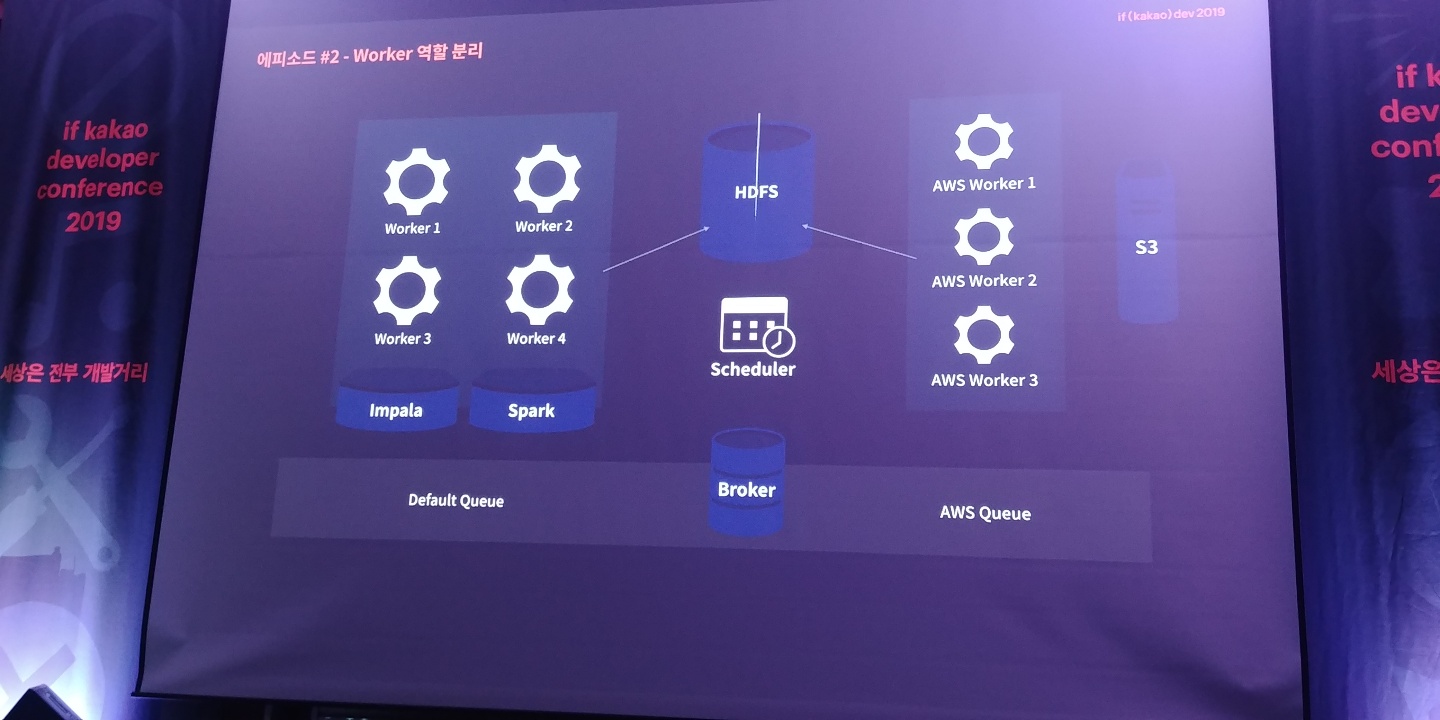 if(kakao)dev2019
에피소드 #2 - Worker 역할 분리
if kakao
developer
conference
2019
세상은 전부 개발거리
Worker 1
Worker 2
Worker 3
Worker 4
Impala
Spark
HDFS
Scheduler
AWS Worker 1
AWS Worker 2
AWS Worker 3
S3
Default Queue
Broker
AWS Queue
if k
dev
conf
2
세상은